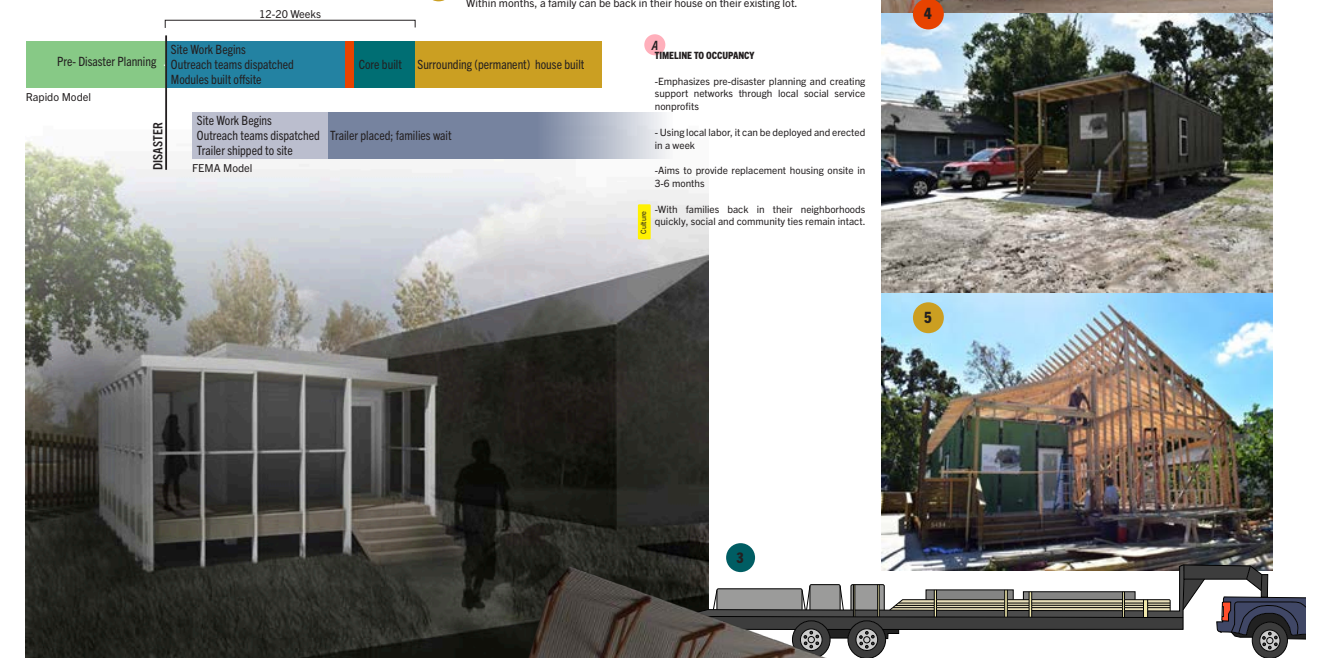 Within months, a family can be back in their house on their existing lot.
12-20 Weeks
Pre- Disaster Planning
Site Work Begins
Outreach teams dispatched
Modules built offsite
Core built
Surrounding (permanent) house built
Rapido Model
DISASTER
Site Work Begins
Outreach teams dispatched
Trailer shipped to site
Trailer placed; families wait
FEMA Model
A
TIMELINE TO OCCUPANCY
-Emphasizes pre-disaster planning and creating
support networks through local social service
nonprofits
- Using local labor, it can be deployed and erected
in a week
-Aims to provide replacement housing onsite in
3-6 months
Culture
-With families back in their neighborhoods
quickly, social and community ties remain intact.
4
5
3